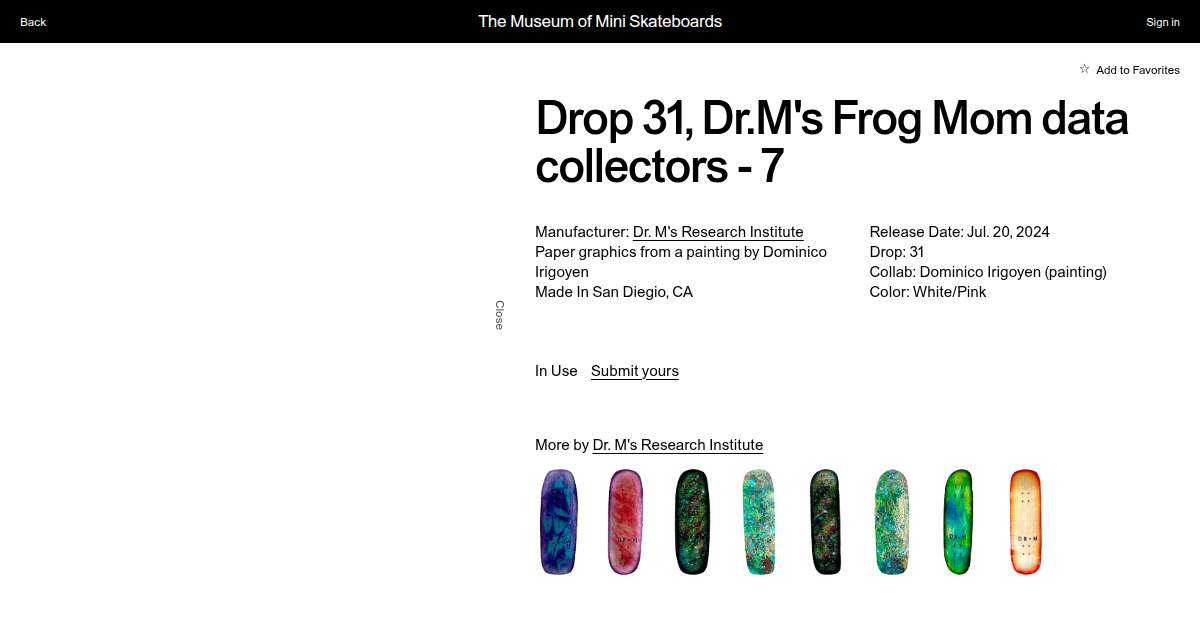 Back
The Museum of Mini Skateboards
Sign in
☆ Add to Favorites
Drop 31, Dr.M's Frog Mom data
collectors - 7
Manufacturer: Dr. M's Research Institute
Paper graphics from a painting by Dominico
Irigoyen
Made In San Diegio, CA
Release Date: Jul. 20, 2024
Drop: 31
Collab: Dominico Irigoyen (painting)
Color: White/Pink
Close
In Use Submit yours
More by Dr. M's Research Institute
DR•M
DR•M
DR•M